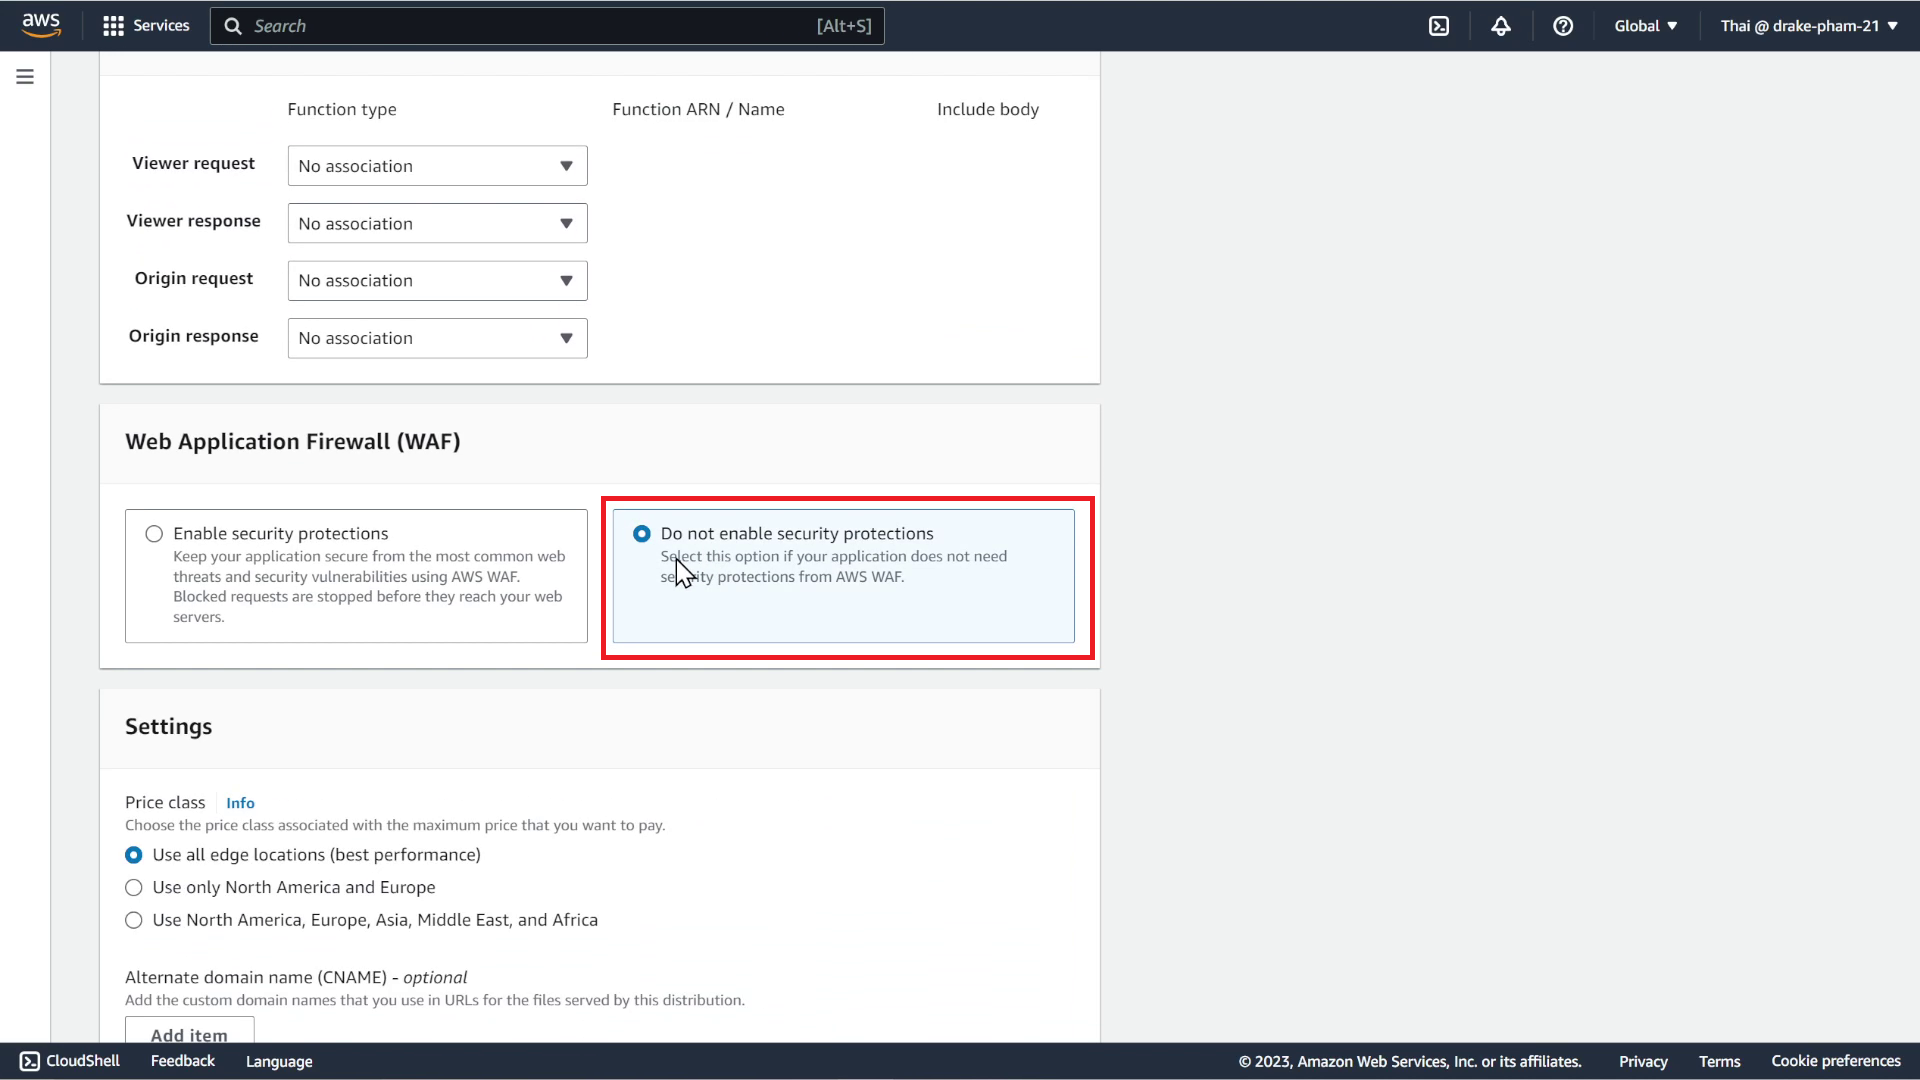 aws
Services
Search
[Alt+S]
Global
Thai @ drake-pham-21
Function type
Function ARN / Name
Include body
Viewer request
No association
Viewer response
No association
Origin request
No association
Origin response
No association
Web Application Firewall (WAF)
Enable security protections
Keep your application secure from the most common web
threats and security vulnerabilities using AWS WAF.
Blocked requests are stopped before they reach your web
servers.
Do not enable security protections
Select this option if your application does not need
security protections from AWS WAF.
Settings
Price class
Info
Choose the price class associated with the maximum price that you want to pay.
Use all edge locations (best performance)
Use only North America and Europe
Use North America, Europe, Asia, Middle East, and Africa
Alternate domain name (CNAME) - optional
Add the custom domain names that you use in URLs for the files served by this distribution.
Add item
CloudShell
Feedback
Language
© 2023, Amazon Web Services, Inc. or its affiliates.
Privacy
Terms
Cookie preferences